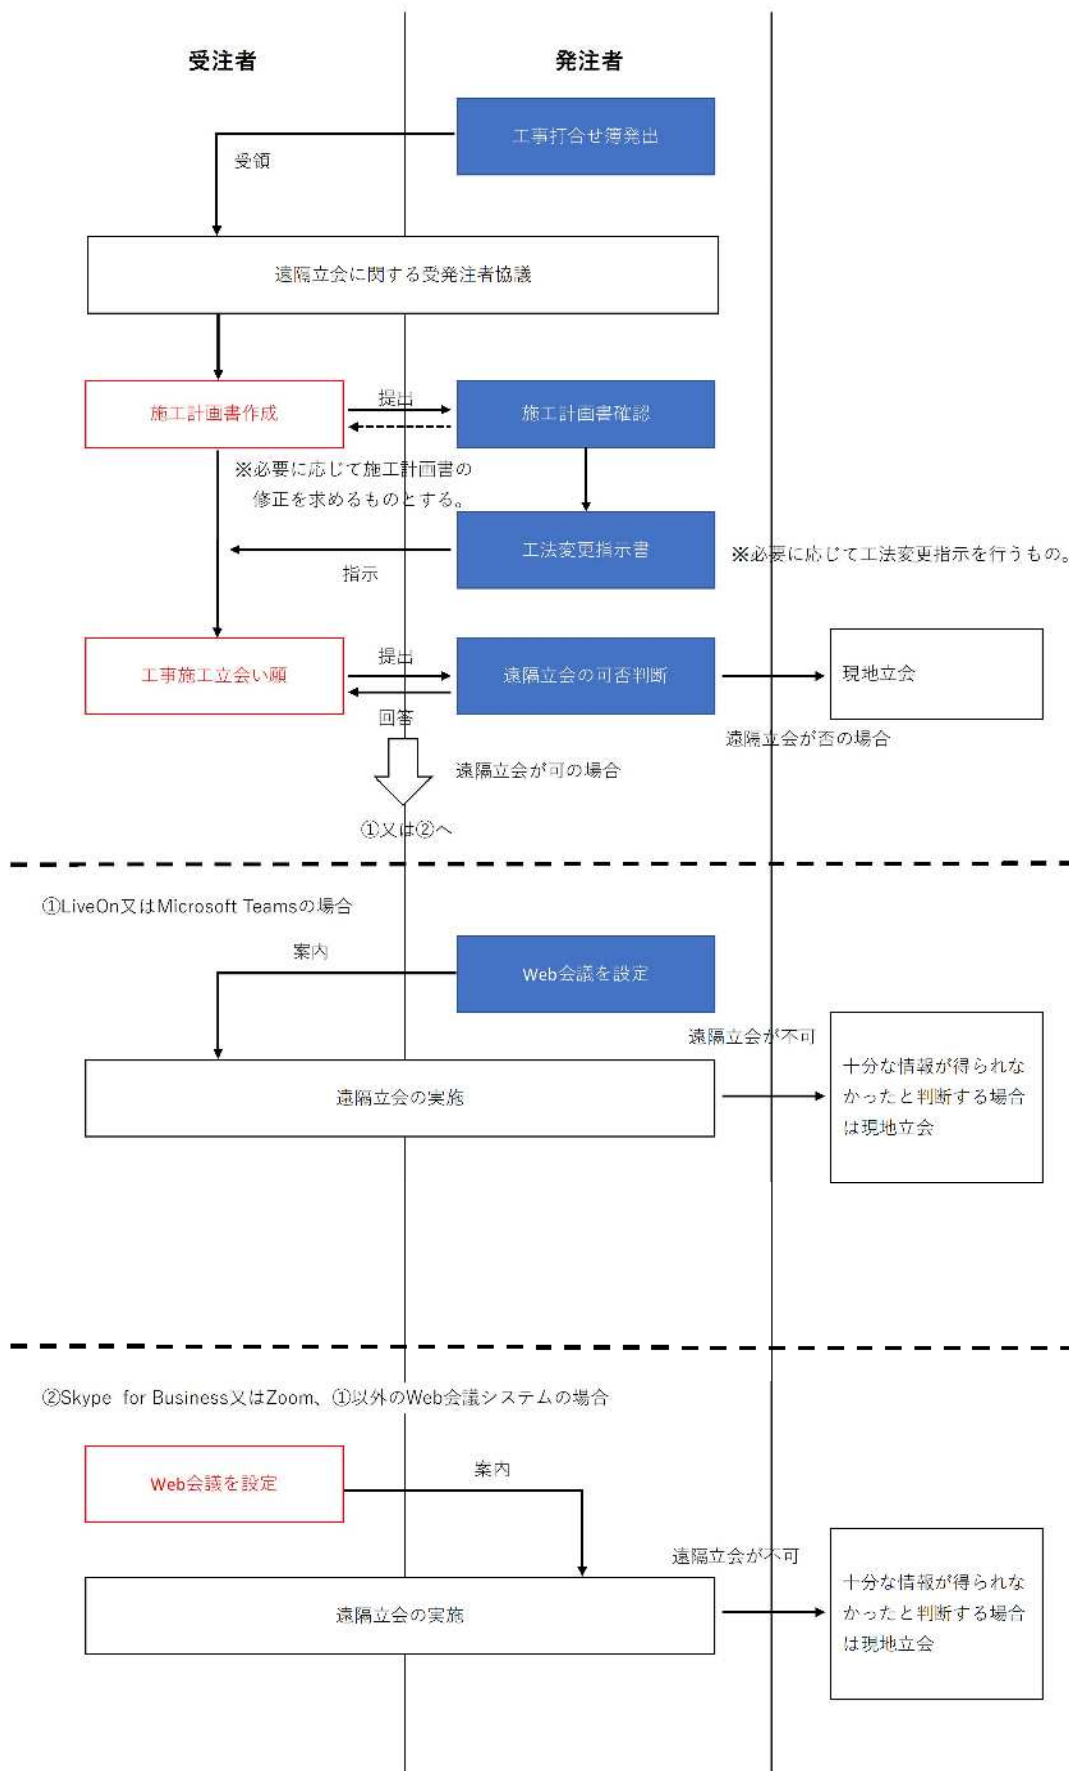 受注者
発注者
工事打合せ簿発出
受領
遠隔立会に関する受発注者協議
施工計画書作成
提出
施工計画書確認
※必要に応じて施工計画書の
修正を求めるものとする。
工法変更指示書
※必要に応じて工法変更指示を行うもの。
指示
工事施工立会い願
提出
遠隔立会の可否判断
現地立会
回答
遠隔立会が否の場合
遠隔立会が可の場合
①又は②へ
①LiveOn又はMicrosoft Teamsの場合
案内
Web会議を設定
遠隔立会が不可
遠隔立会の実施
十分な情報が得られな
かったと判断する場合
は現地立会
②Skype for Business又はZoom、①以外のWeb会議システムの場合
Web会議を設定
案内
遠隔立会が不可
遠隔立会の実施
十分な情報が得られな
かったと判断する場合
は現地立会